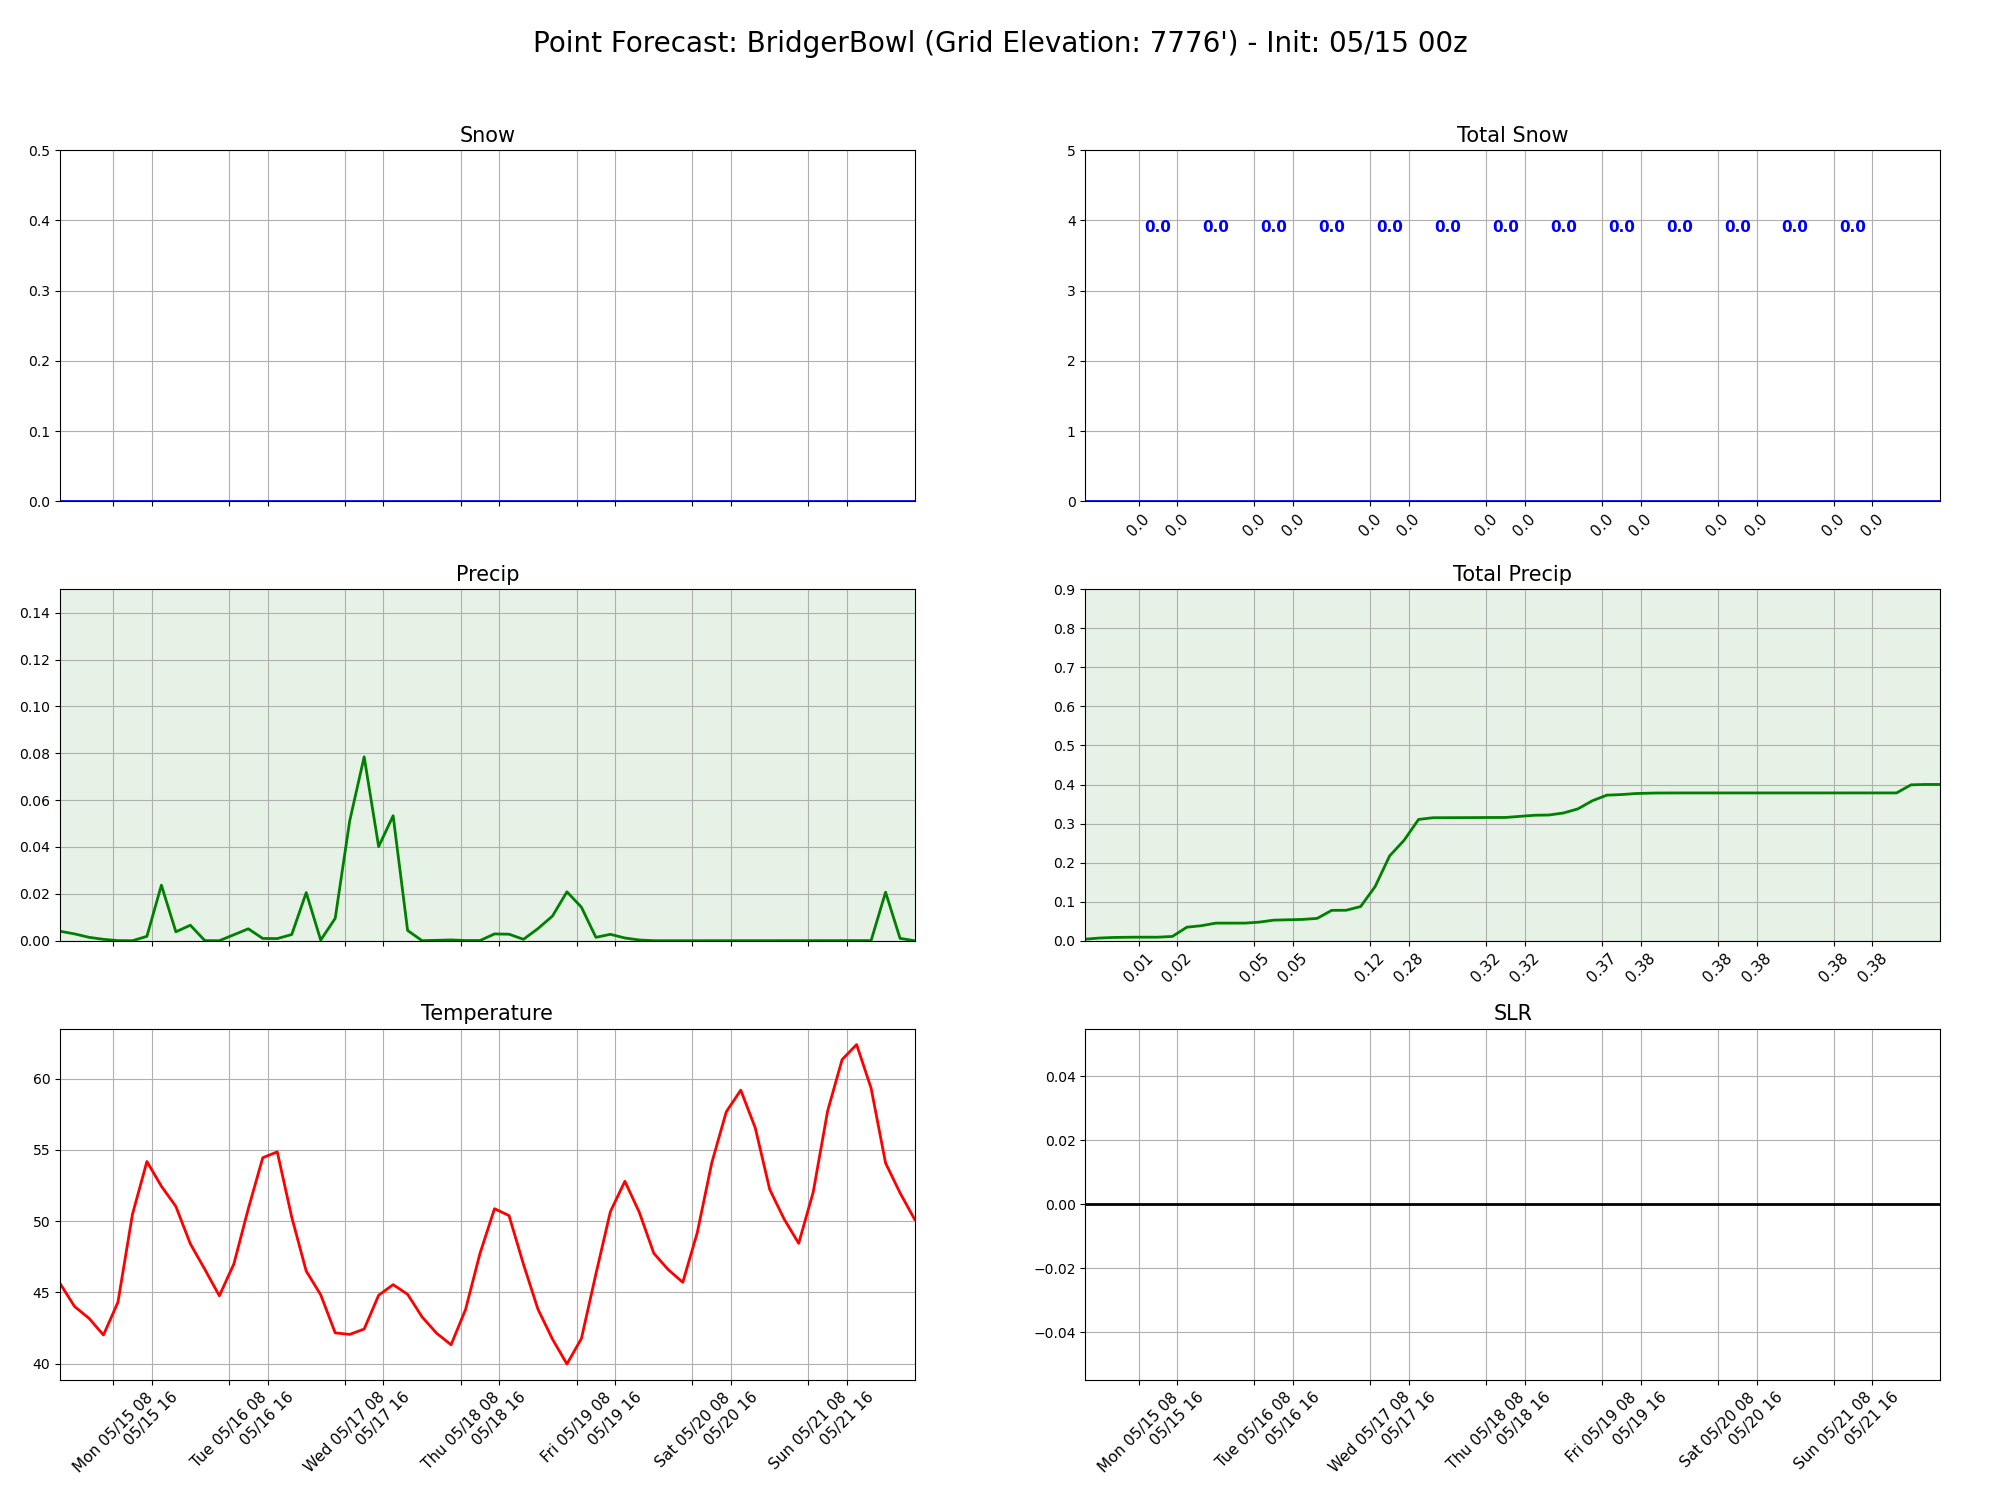 Point Forecast: BridgerBowl (Grid Elevation: 7776') - Init: 05/15 00z
Snow
0.5
0.4
0.3
0.2
0.1
0.0
Total Snow
5
4
3
2
1
0
0.0 0.0 0.0 0.0 0.0 0.0 0.0 0.0 0.0 0.0 0.0 0.0 0.0
0.0 0.0 0.0 0.0 0.0 0.0 0.0 0.0 0.0 0.0 0.0 0.0 0.0 0.0
Precip
0.14
0.12
0.10
0.08
0.06
0.04
0.02
0.00
Total Precip
0.9
0.8
0.7
0.6
0.5
0.4
0.3
0.2
0.1
0.0
0.01 0.02 0.05 0.05 0.12 0.28 0.32 0.32 0.37 0.38 0.38 0.38 0.38 0.38
Temperature
60
55
50
45
40
Mon 05/15 08
05/15 16
Tue 05/16 08
05/16 16
Wed 05/17 08
05/17 16
Thu 05/18 08
05/18 16
Fri 05/19 08
05/19 16
Sat 05/20 08
05/20 16
Sun 05/21 08
05/21 16
SLR
0.04
0.02
0.00
−0.02
−0.04
Mon 05/15 08
05/15 16
Tue 05/16 08
05/16 16
Wed 05/17 08
05/17 16
Thu 05/18 08
05/18 16
Fri 05/19 08
05/19 16
Sat 05/20 08
05/20 16
Sun 05/21 08
05/21 16